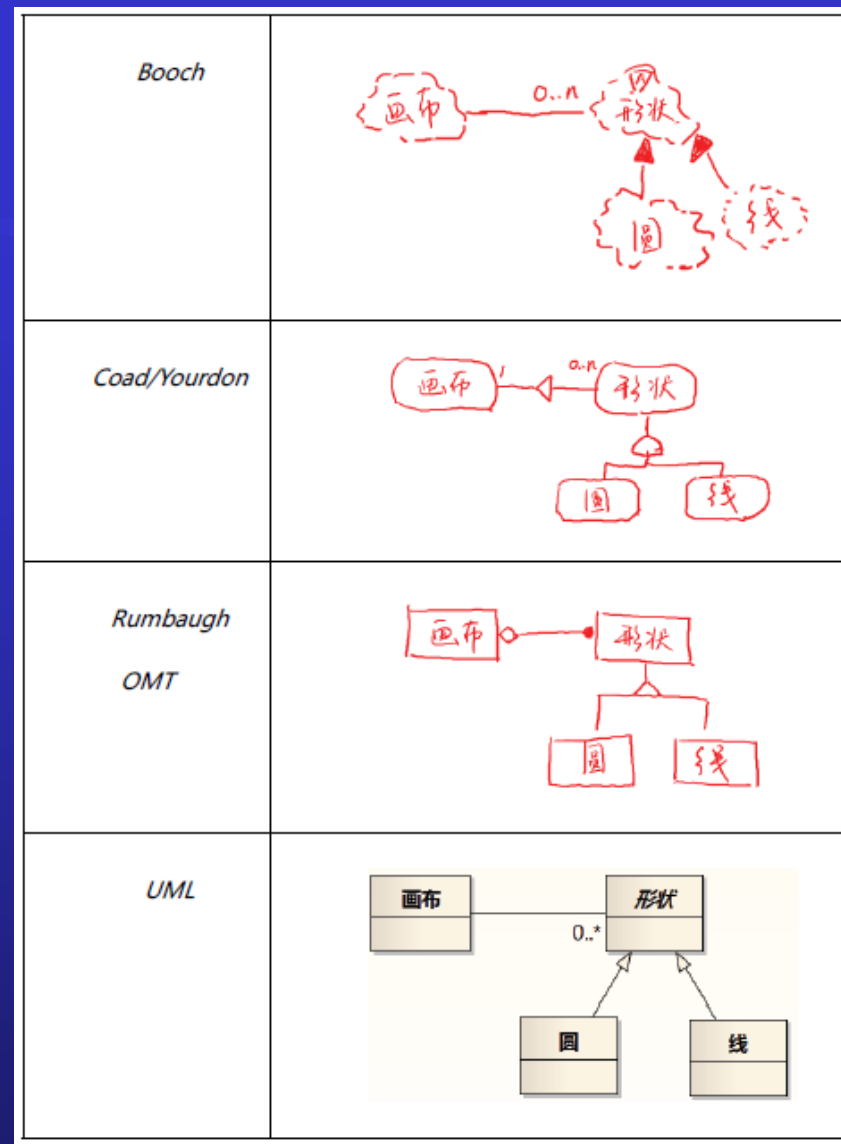 Booch
画布
0..n
形状
圆
线
Coad/Yourdon
画布
1
0..n
形状
圆
线
Rumbaugh
OMT
画布
形状
圆
线
UML
画布
形状
0..*
圆
线